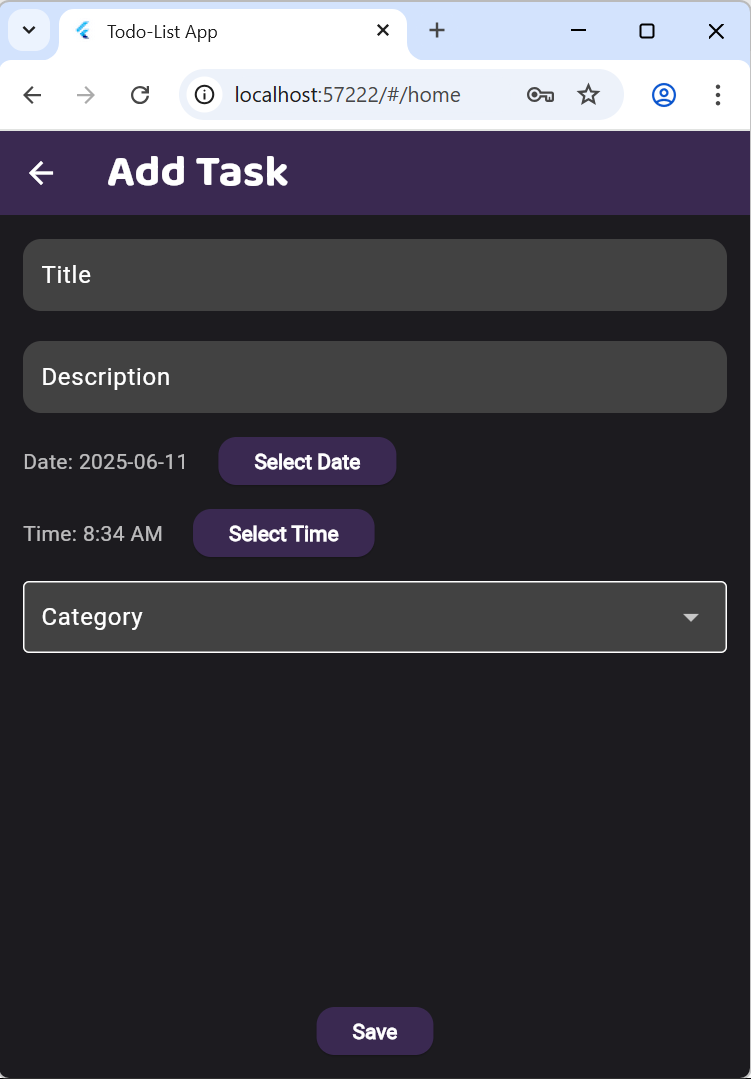 Todo-List App
localhost:57222/#/home
Add Task
Title
Description
Date: 2025-06-11 Select Date
Time: 8:34 AM Select Time
Category
Save